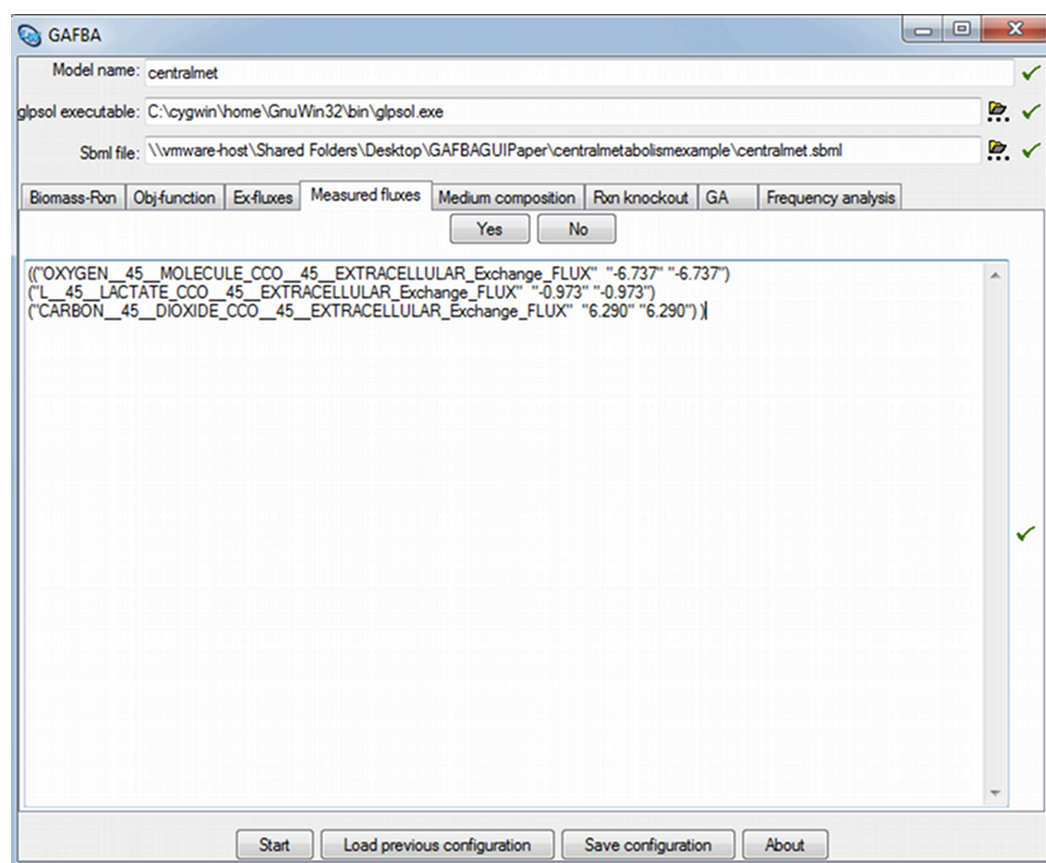 GAFBA
Model name: centralmet
glpsol executable: C:\cygwin\home\GnuWin32\bin\glpsol.exe
Sbml file: \\vmware-host\Shared Folders\Desktop\GAFBAGUIPaper\centralmetabolismexample\centralmet.sbml
Biomass-Rxn Obj-function Ex-fluxes Measured fluxes Medium composition Rxn knockout GA Frequency analysis
Yes No
(("OXYGEN__45__MOLECULE_CCO__45__EXTRACELLULAR_Exchange_FLUX" "-6.737" "-6.737")
("L__45__LACTATE_CCO__45__EXTRACELLULAR_Exchange_FLUX" "-0.973" "-0.973")
("CARBON__45__DIOXIDE_CCO__45__EXTRACELLULAR_Exchange_FLUX" "6.290" "6.290") )
Start Load previous configuration Save configuration About